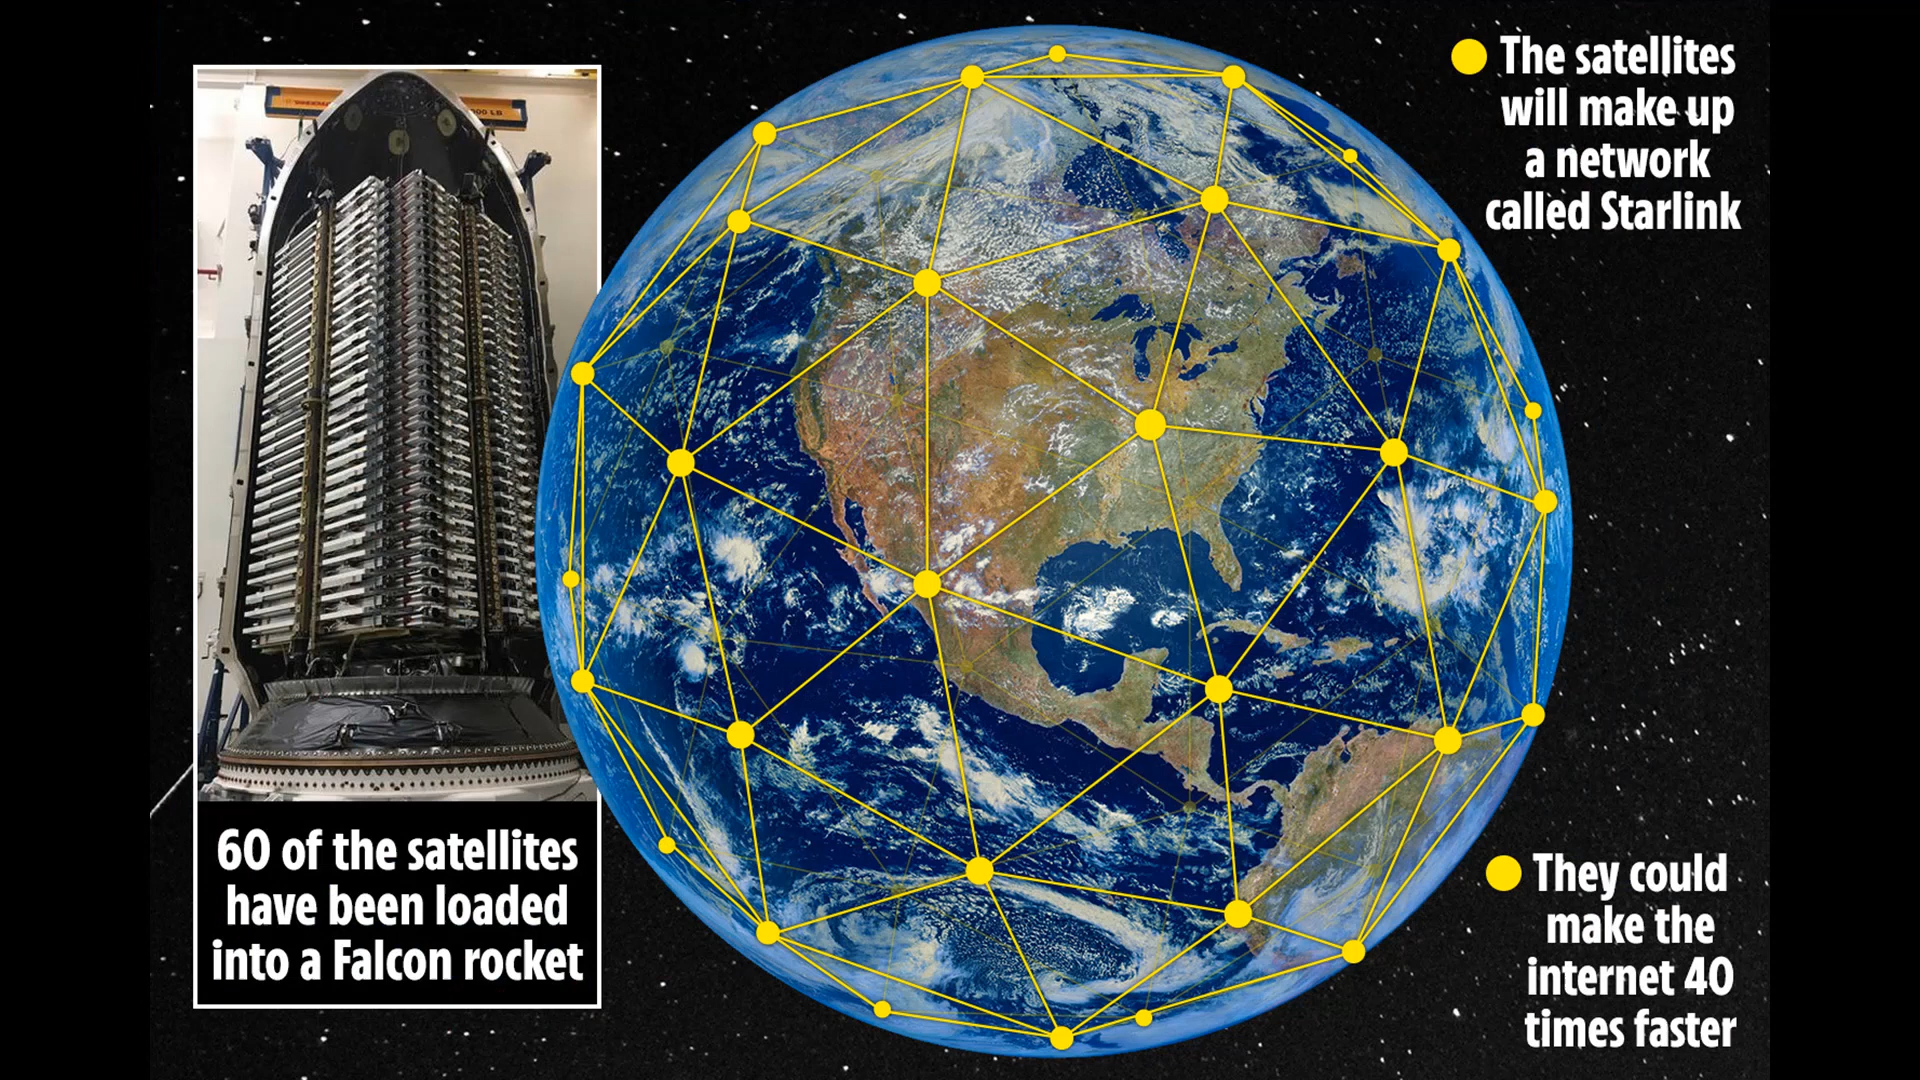 60 of the satellites
have been loaded
into a Falcon rocket
The satellites
will make up
a network
called Starlink
They could
make the
internet 40
times faster